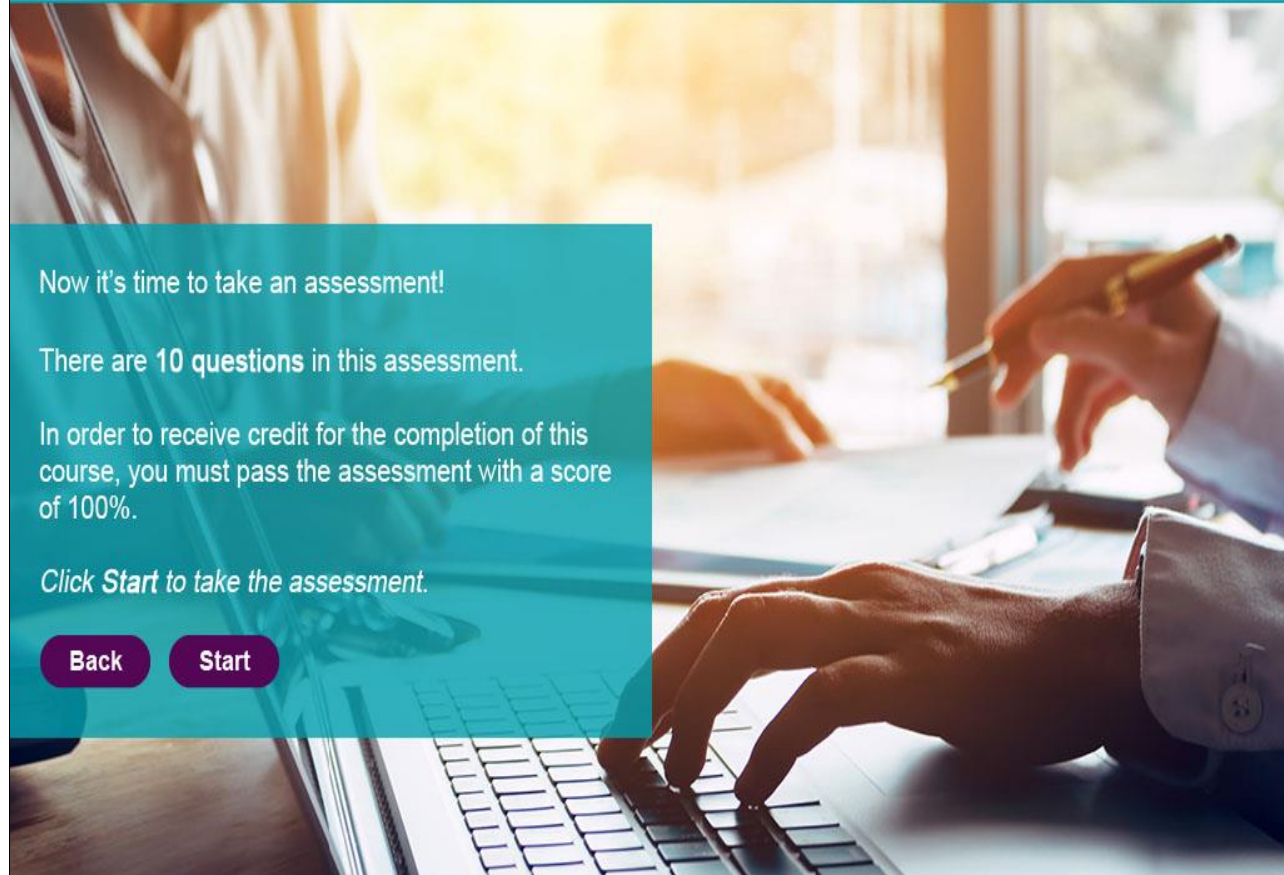 Now it's time to take an assessment!
There are 10 questions in this assessment.
In order to receive credit for the completion of this
course, you must pass the assessment with a score
of 100%.
Click Start to take the assessment.
Back Start